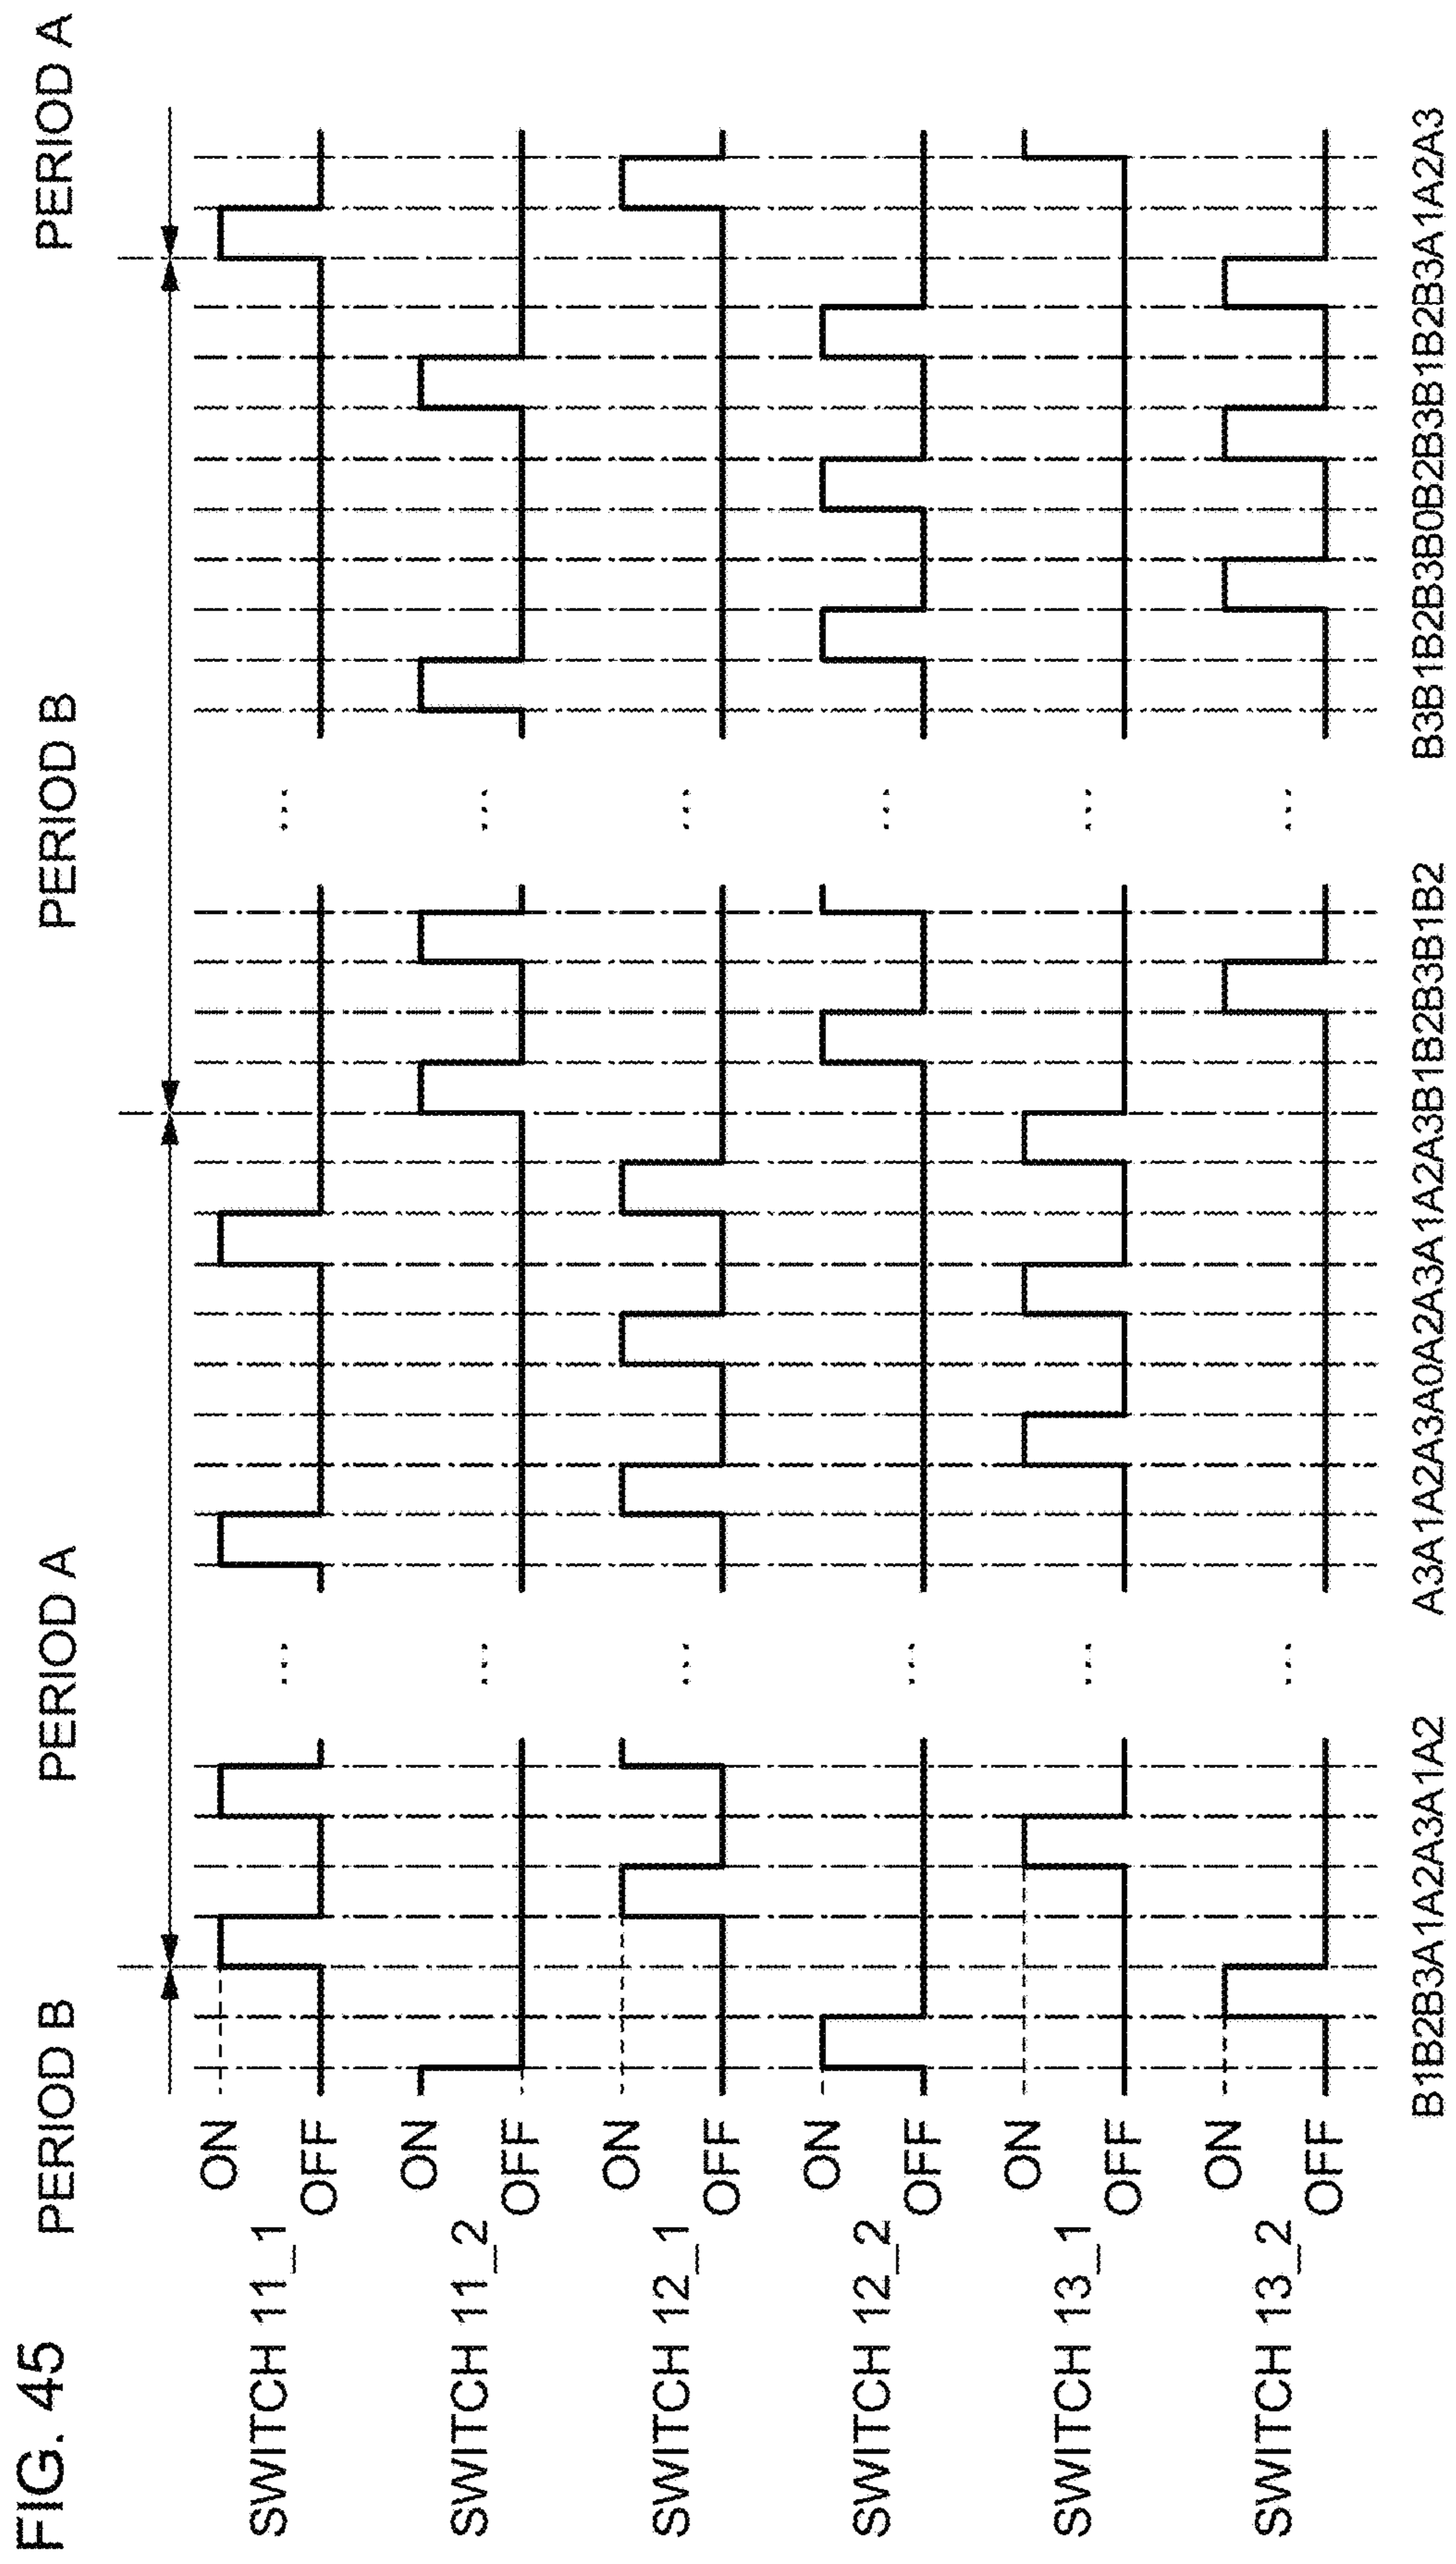 FIG. 45
PERIOD B
PERIOD A
PERIOD B
PERIOD A
SWITCH 11_1
ON
OFF
...
...
SWITCH 11_2
ON
OFF
...
...
SWITCH 12_1
ON
OFF
...
...
SWITCH 12_2
ON
OFF
...
...
SWITCH 13_1
ON
OFF
...
...
SWITCH 13_2
ON
OFF
...
...
B1B2B3A1A2A3A1A2
A3A1A2A3A0A2A3A1A2A3B1B2B3B1B2
B3B1B2B3B0B2B3B1B2B3A1A2A3